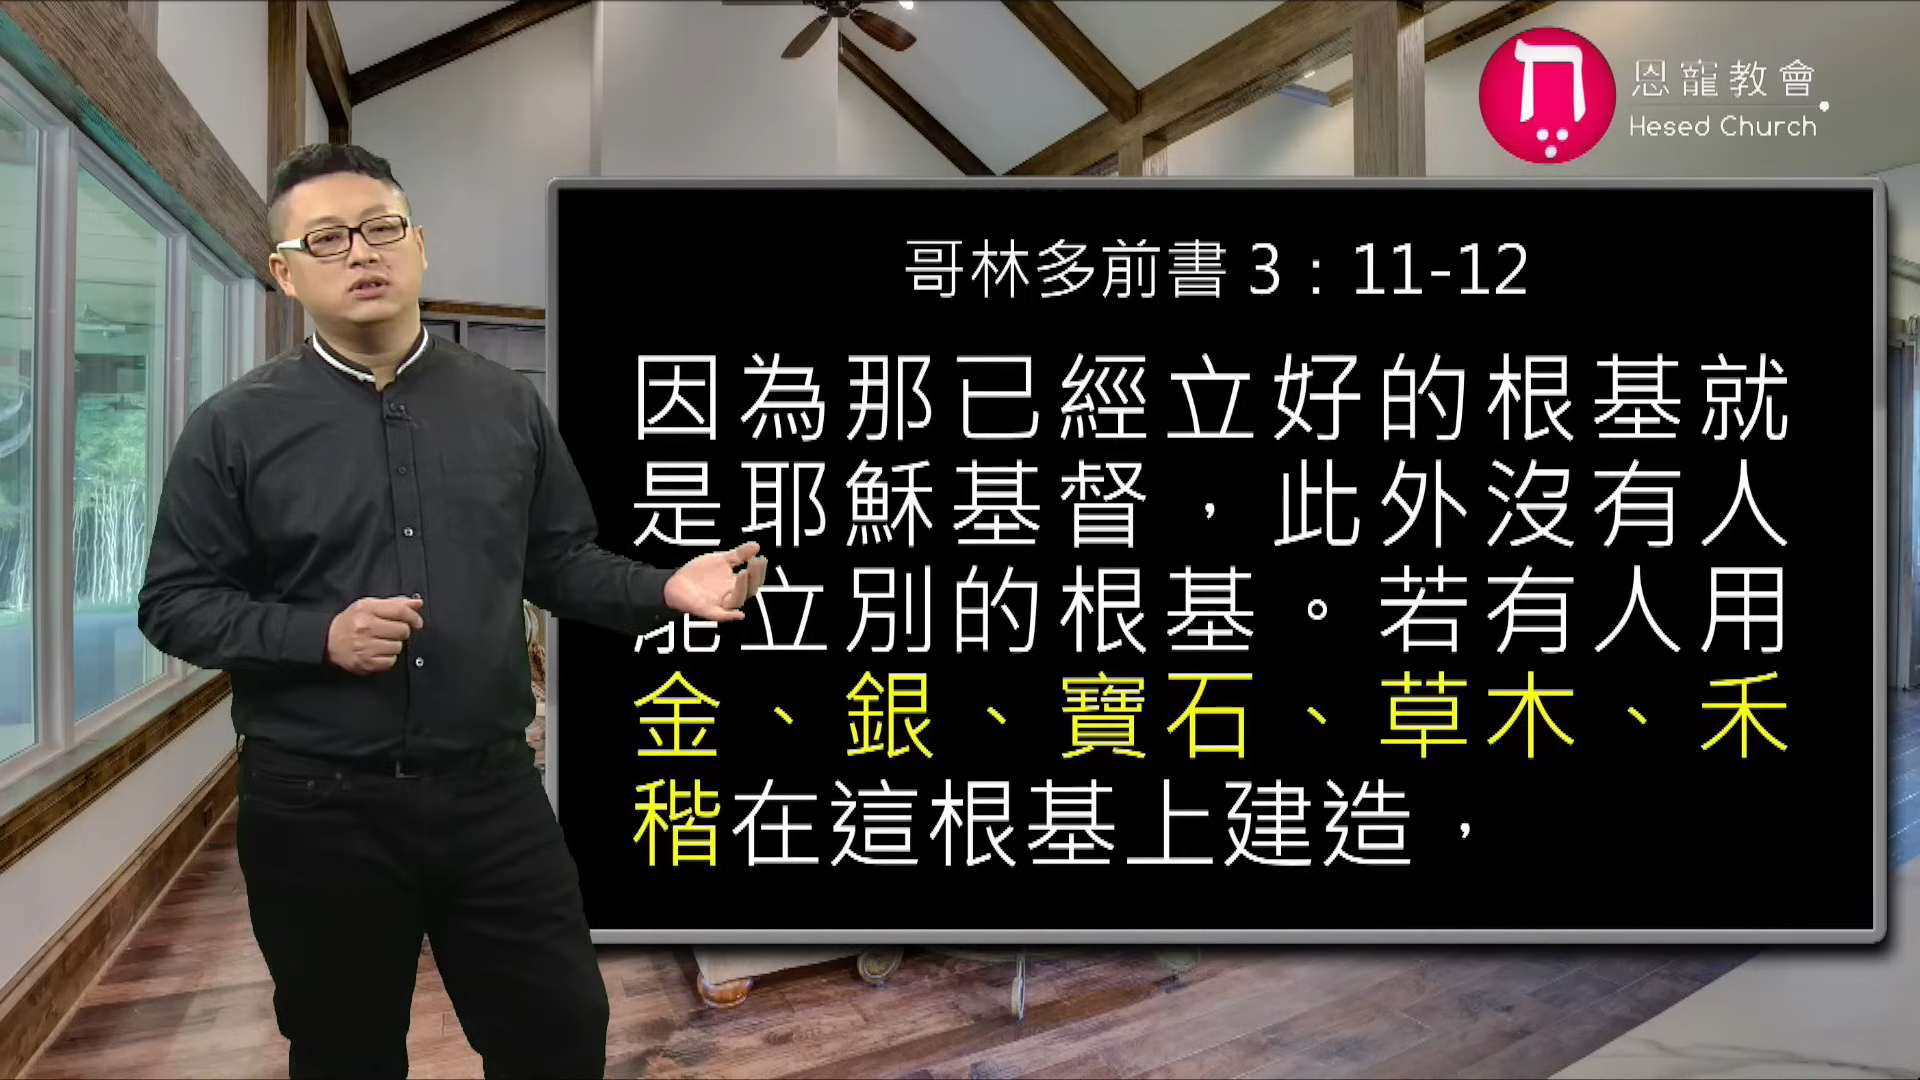 恩寵教會
Hesed Church
哥林多前書 3：11-12
因為那已經立好的根基就
是耶穌基督，此外沒有人
能立別的根基。若有人用
金、銀、寶石、草木、禾
稭在這根基上建造，